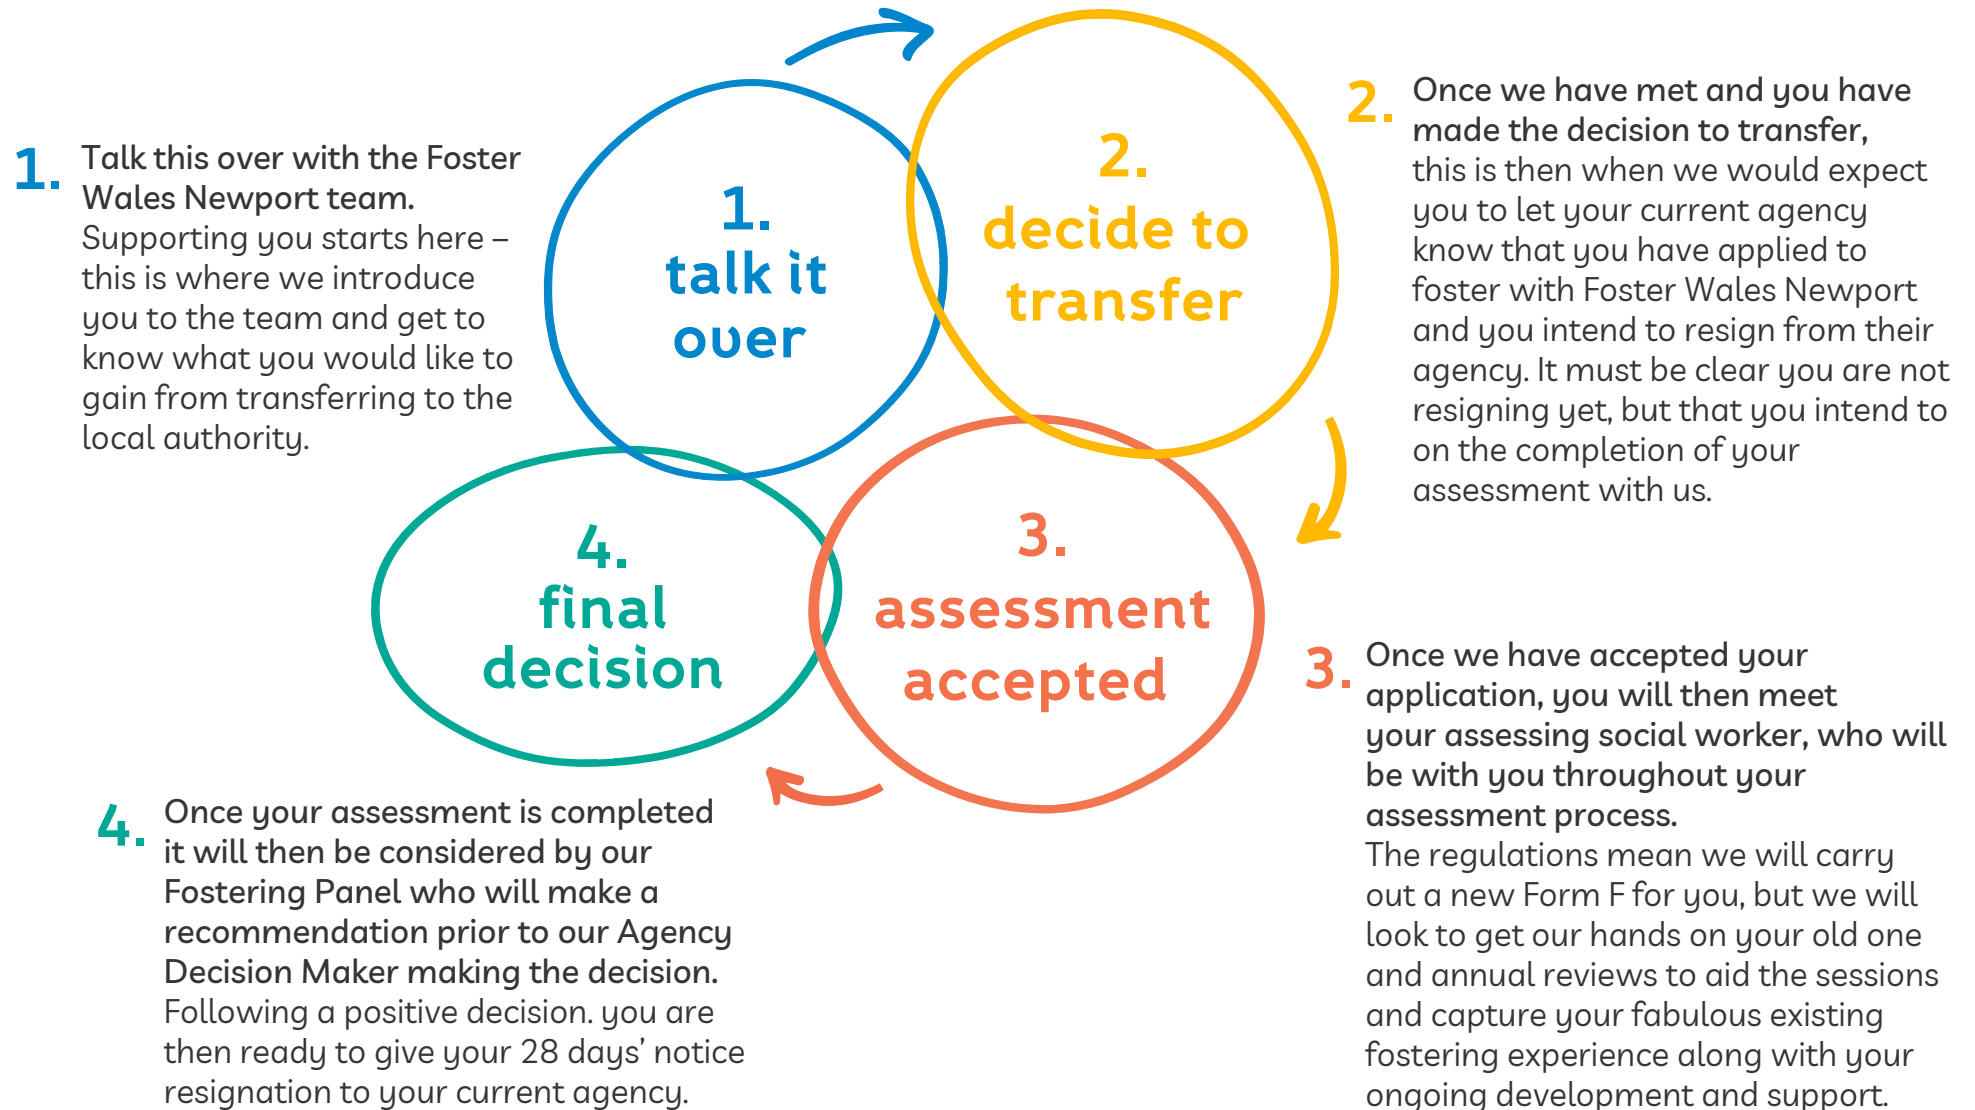 1.
Talk this over with the Foster
Wales Newport team.
Supporting you starts here –
this is where we introduce
you to the team and get to
know what you would like to
gain from transferring to the
local authority.
1.
talk it
over
2.
decide to
transfer
2.
Once we have met and you have
made the decision to transfer,
this is then when we would expect
you to let your current agency
know that you have applied to
foster with Foster Wales Newport
and you intend to resign from their
agency. It must be clear you are not
resigning yet, but that you intend to
on the completion of your
assessment with us.
3.
assessment
accepted
3.
Once we have accepted your
application, you will then meet
your assessing social worker, who will
be with you throughout your
assessment process.
The regulations mean we will carry
out a new Form F for you, but we will
look to get our hands on your old one
and annual reviews to aid the sessions
and capture your fabulous existing
fostering experience along with your
ongoing development and support.
4.
final
decision
4.
Once your assessment is completed
it will then be considered by our
Fostering Panel who will make a
recommendation prior to our Agency
Decision Maker making the decision.
Following a positive decision. you are
then ready to give your 28 days’ notice
resignation to your current agency.